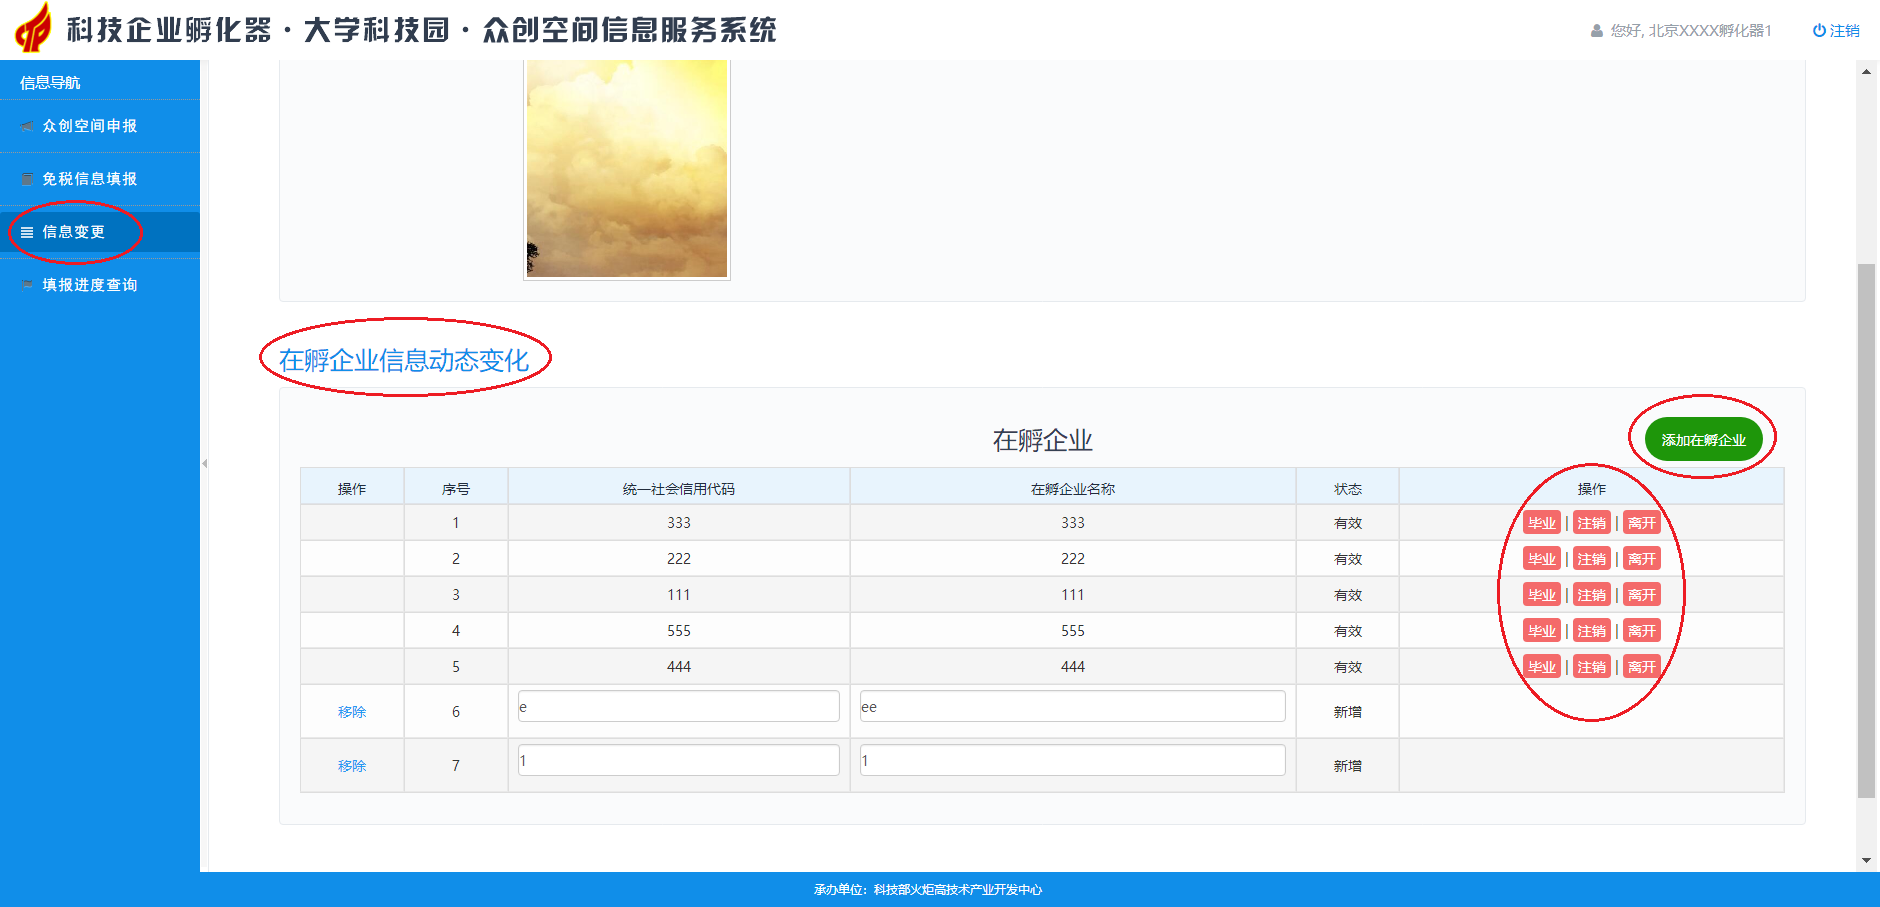 科技企业孵化器·大学科技园·众创空间信息服务系统
您好, 北京XXXX孵化器1 注销
信息导航
众创空间申报
免税信息填报
信息变更
填报进度查询
在孵企业信息动态变化
在孵企业
添加在孵企业
操作 序号 统一社会信用代码 在孵企业名称 状态 操作
1 333 333 有效 毕业 | 注销 | 离开
2 222 222 有效 毕业 | 注销 | 离开
3 111 111 有效 毕业 | 注销 | 离开
4 555 555 有效 毕业 | 注销 | 离开
5 444 444 有效 毕业 | 注销 | 离开
移除 6 e ee 新增
移除 7 1 1 新增
承办单位：科技部火炬高技术产业开发中心